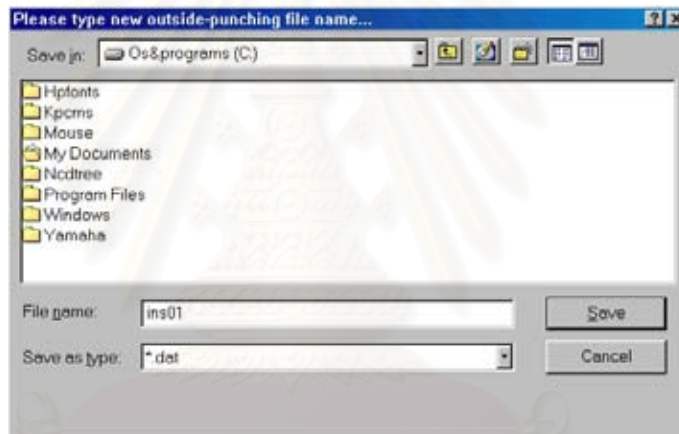 Please type new outside-punching file name...
Save in: Os&programs (C:)
Hpfonts
Kpcms
Mouse
My Documents
Ncdtree
Program Files
Windows
Yamaha
File name: ins01 Save
Save as type: *.dat Cancel